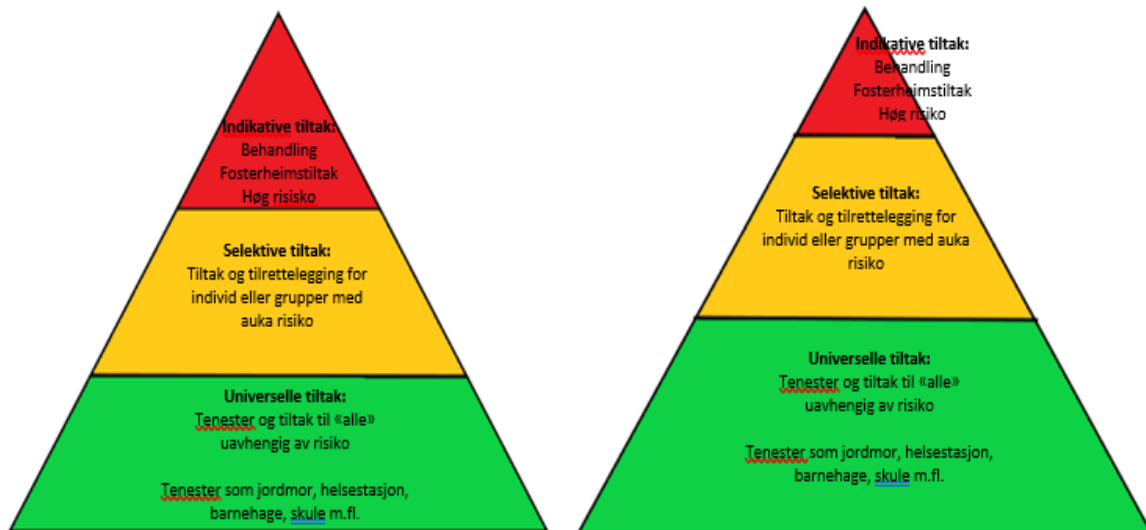 Indikative tiltak:
Behandling
Fosterheimstiltak
Høg risisko
Selektive tiltak:
Tiltak og tilrettelegging for
individ eller grupper med
auka risiko
Universelle tiltak:
Tenester og tiltak til «alle»
uavhengig av risiko
Tenester som jordmor, helsestasjon,
barnehage, skule m.fl.
Indikative tiltak:
Behandling
Fosterheimstiltak
Høg risiko
Selektive tiltak:
Tiltak og tilrettelegging for
individ eller grupper med auka
risiko
Universelle tiltak:
Tenester og tiltak til «alle»
uavhengig av risiko
Tenester som jordmor, helsestasjon,
barnehage, skule m.fl.